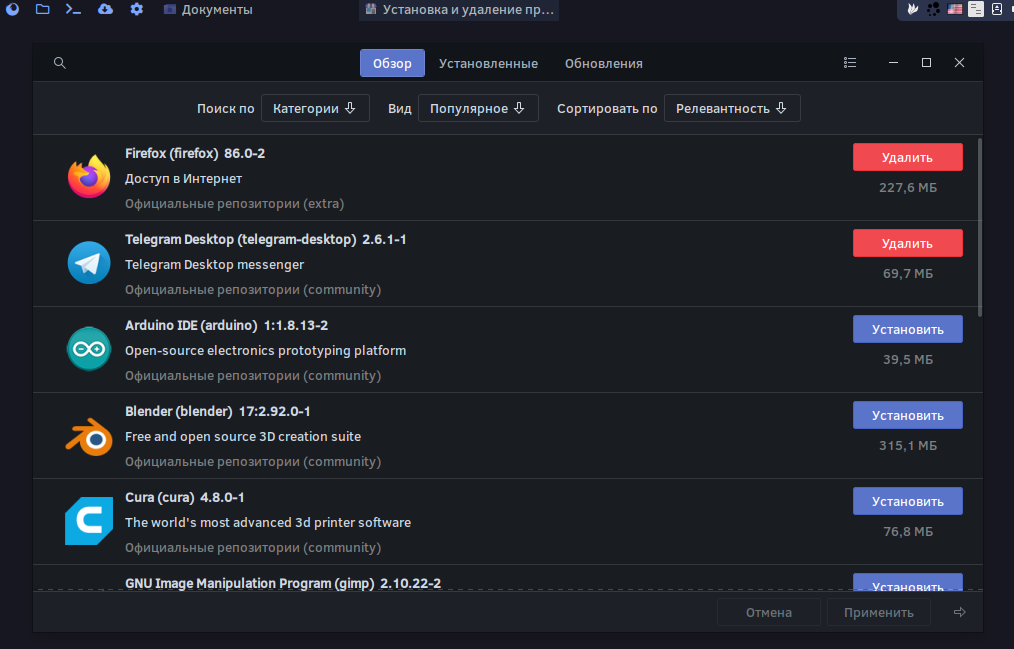 Документы
Установка и удаление пр...
Обзор
Установленные
Обновления
Поиск по
Категории
Вид
Популярное
Сортировать по
Релевантность
Firefox (firefox) 86.0-2
Удалить
Доступ в Интернет
227,6 МБ
Официальные репозитории (extra)
Telegram Desktop (telegram-desktop) 2.6.1-1
Удалить
Telegram Desktop messenger
69,7 МБ
Официальные репозитории (community)
Arduino IDE (arduino) 1:1.8.13-2
Установить
Open-source electronics prototyping platform
39,5 МБ
Официальные репозитории (community)
Blender (blender) 17:2.92.0-1
Установить
Free and open source 3D creation suite
315,1 МБ
Официальные репозитории (community)
Cura (cura) 4.8.0-1
Установить
The world's most advanced 3d printer software
76,8 МБ
Официальные репозитории (community)
GNU Image Manipulation Program (gimp) 2.10.22-2
Установить
Отмена
Применить